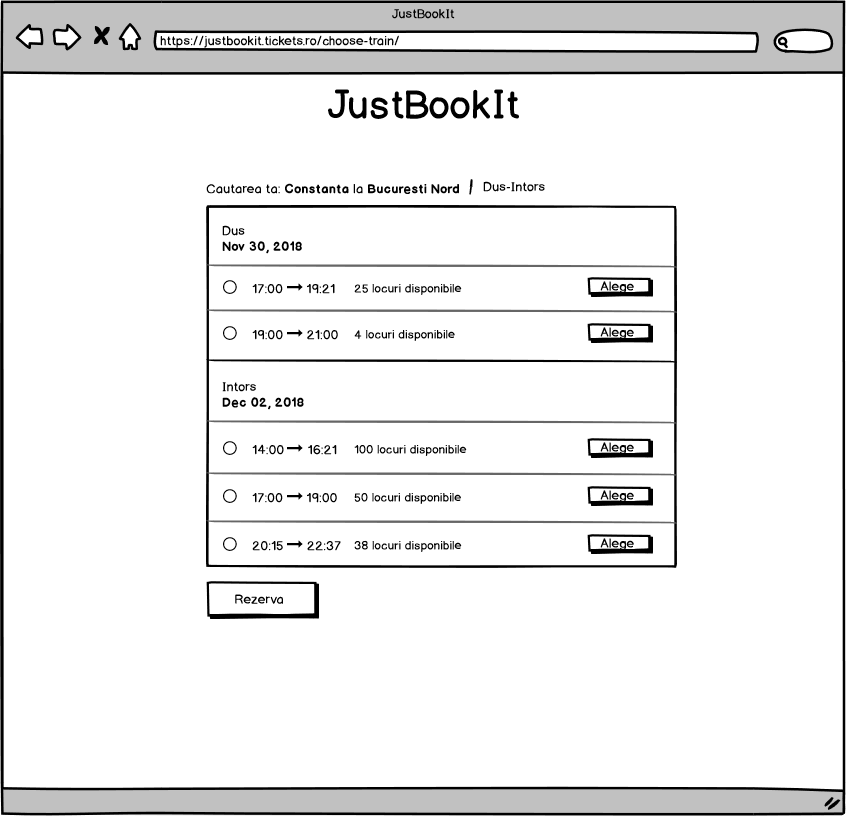 JustBookIt
https://justbookit.tickets.ro/choose-train/
JustBookIt
Cautarea ta: Constanta la București Nord | Dus-Intors
Dus
Nov 30, 2018
17:00 → 19:21 25 locuri disponibile Alege
19:00 → 21:00 4 locuri disponibile Alege
Intors
Dec 02, 2018
14:00 → 16:21 100 locuri disponibile Alege
17:00 → 19:00 50 locuri disponibile Alege
20:15 → 22:37 38 locuri disponibile Alege
Rezerva